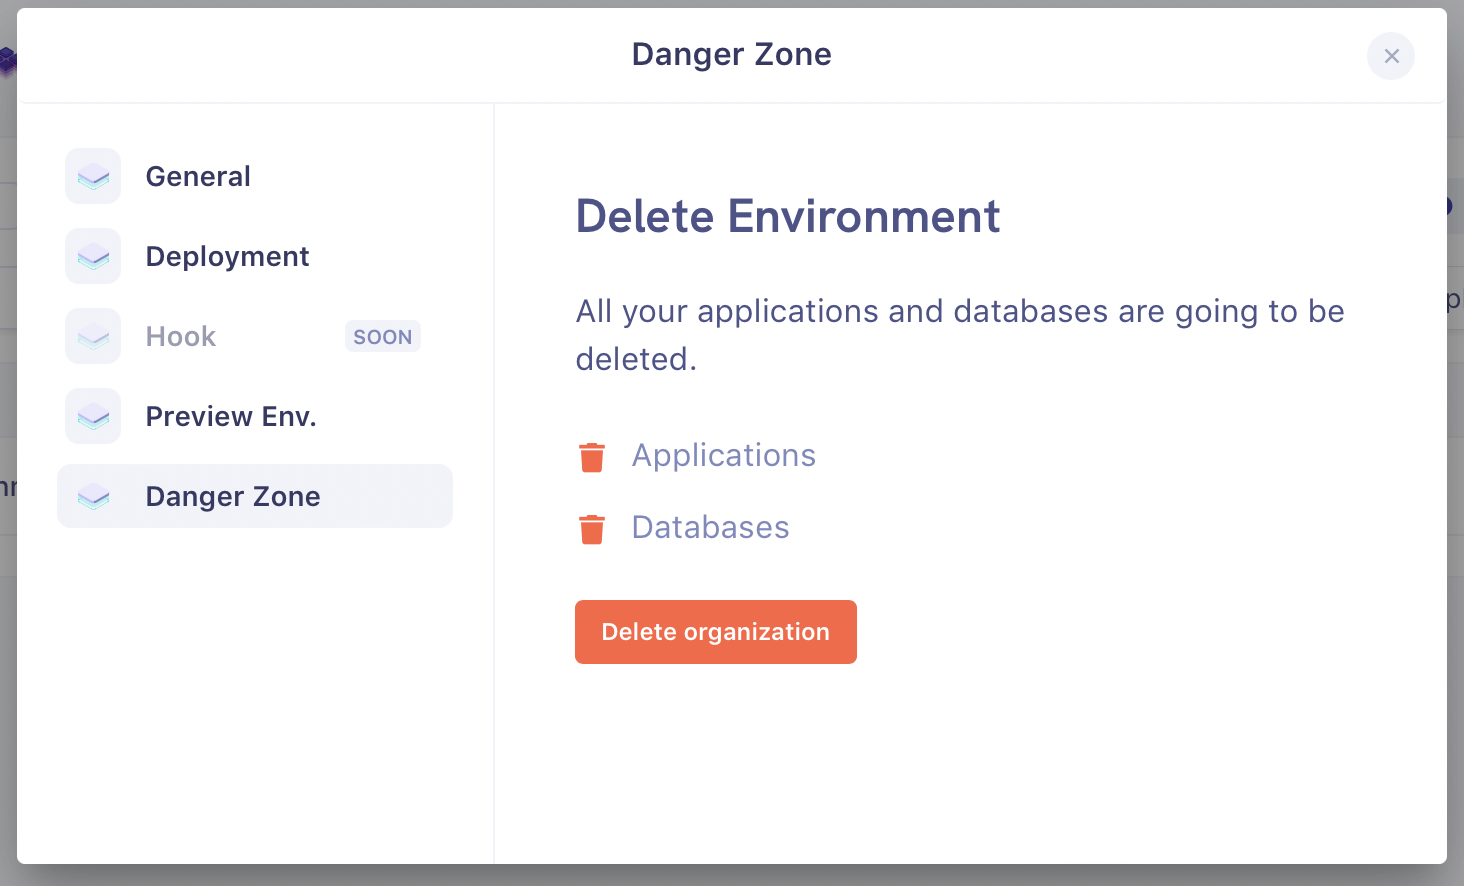 Danger Zone
General
Deployment
Hook SOON
Preview Env.
Danger Zone
Delete Environment
All your applications and databases are going to be
deleted.
Applications
Databases
Delete organization